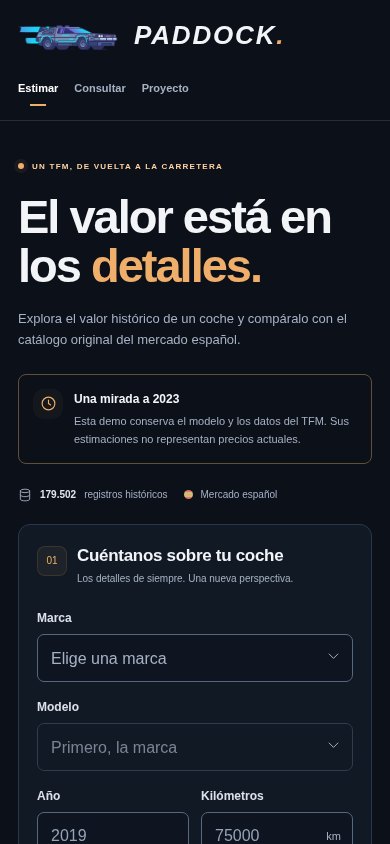 PADDOCK.
Estimar Consultar Proyecto
UN TFM, DE VUELTA A LA CARRETERA
El valor está en
los detalles.
Explora el valor histórico de un coche y compáralo con el
catálogo original del mercado español.
Una mirada a 2023
Esta demo conserva el modelo y los datos del TFM. Sus
estimaciones no representan precios actuales.
179.502 registros históricos Mercado español
01
Cuéntanos sobre tu coche
Los detalles de siempre. Una nueva perspectiva.
Marca
Elige una marca
Modelo
Primero, la marca
Año Kilómetros
2019 75000 km